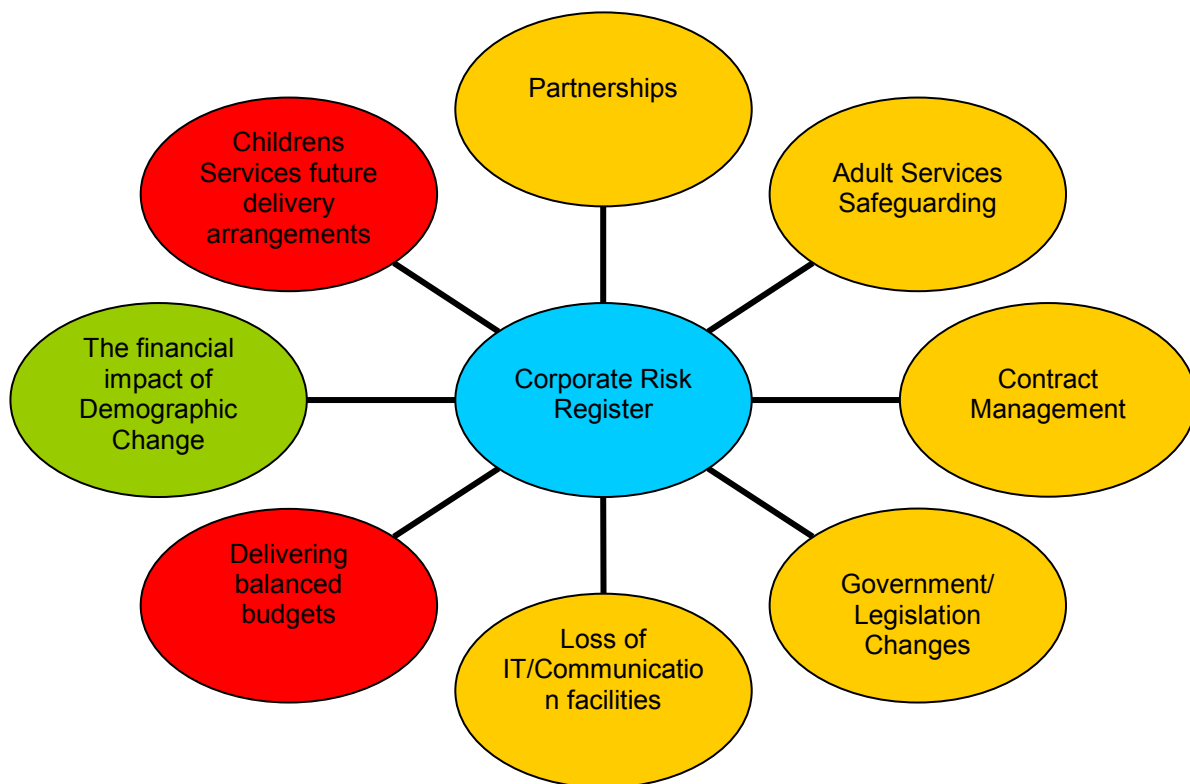 Partnerships
Childrens
Services future
delivery
arrangements
Adult Services
Safeguarding
The financial
impact of
Demographic
Change
Corporate Risk
Register
Contract
Management
Delivering
balanced
budgets
Government/
Legislation
Changes
Loss of
IT/Communicatio
n facilities